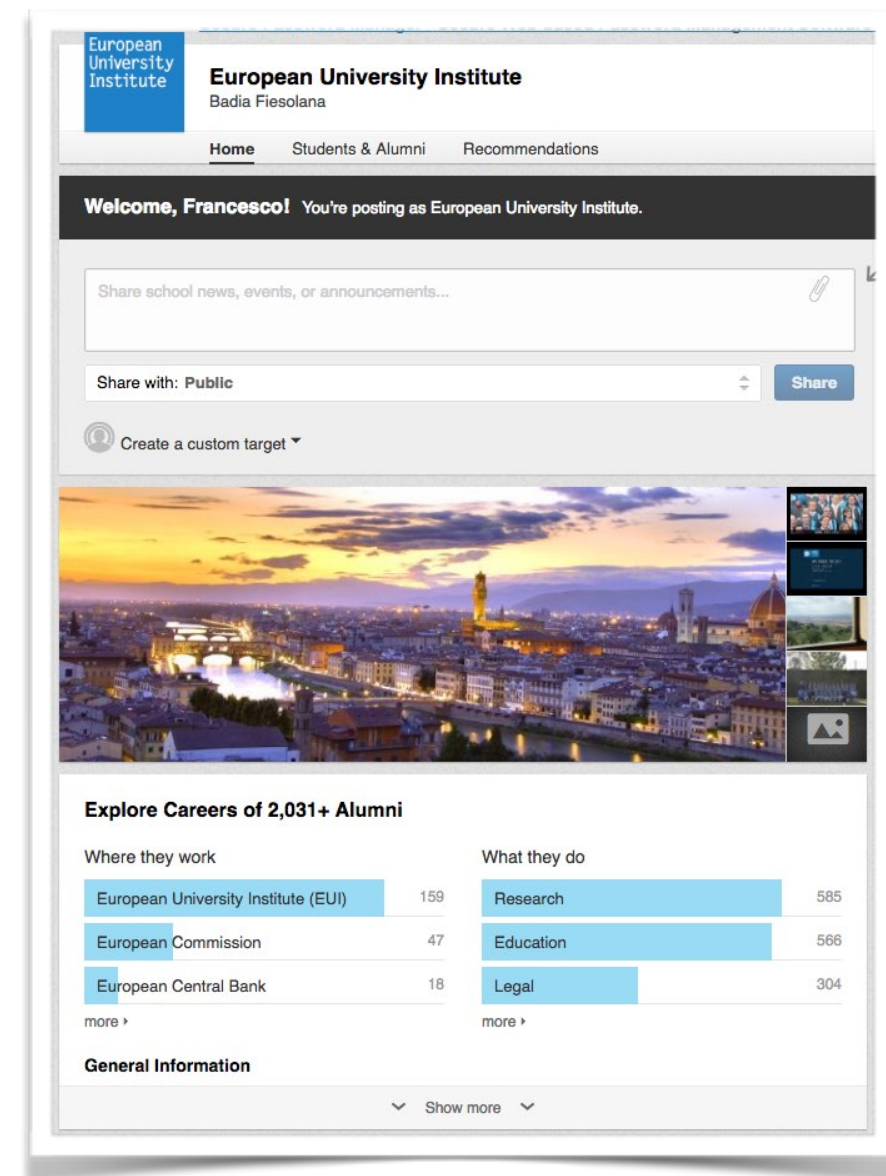 European
University
Institute
European University Institute
Badia Fiesolana
Home Students & Alumni Recommendations
Welcome, Francesco! You're posting as European University Institute.
Share school news, events, or announcements...
Share with: Public
Share
Create a custom target
Explore Careers of 2,031+ Alumni
Where they work
European University Institute (EUI) 159
European Commission 47
European Central Bank 18
more
What they do
Research 585
Education 566
Legal 304
more
General Information
Show more